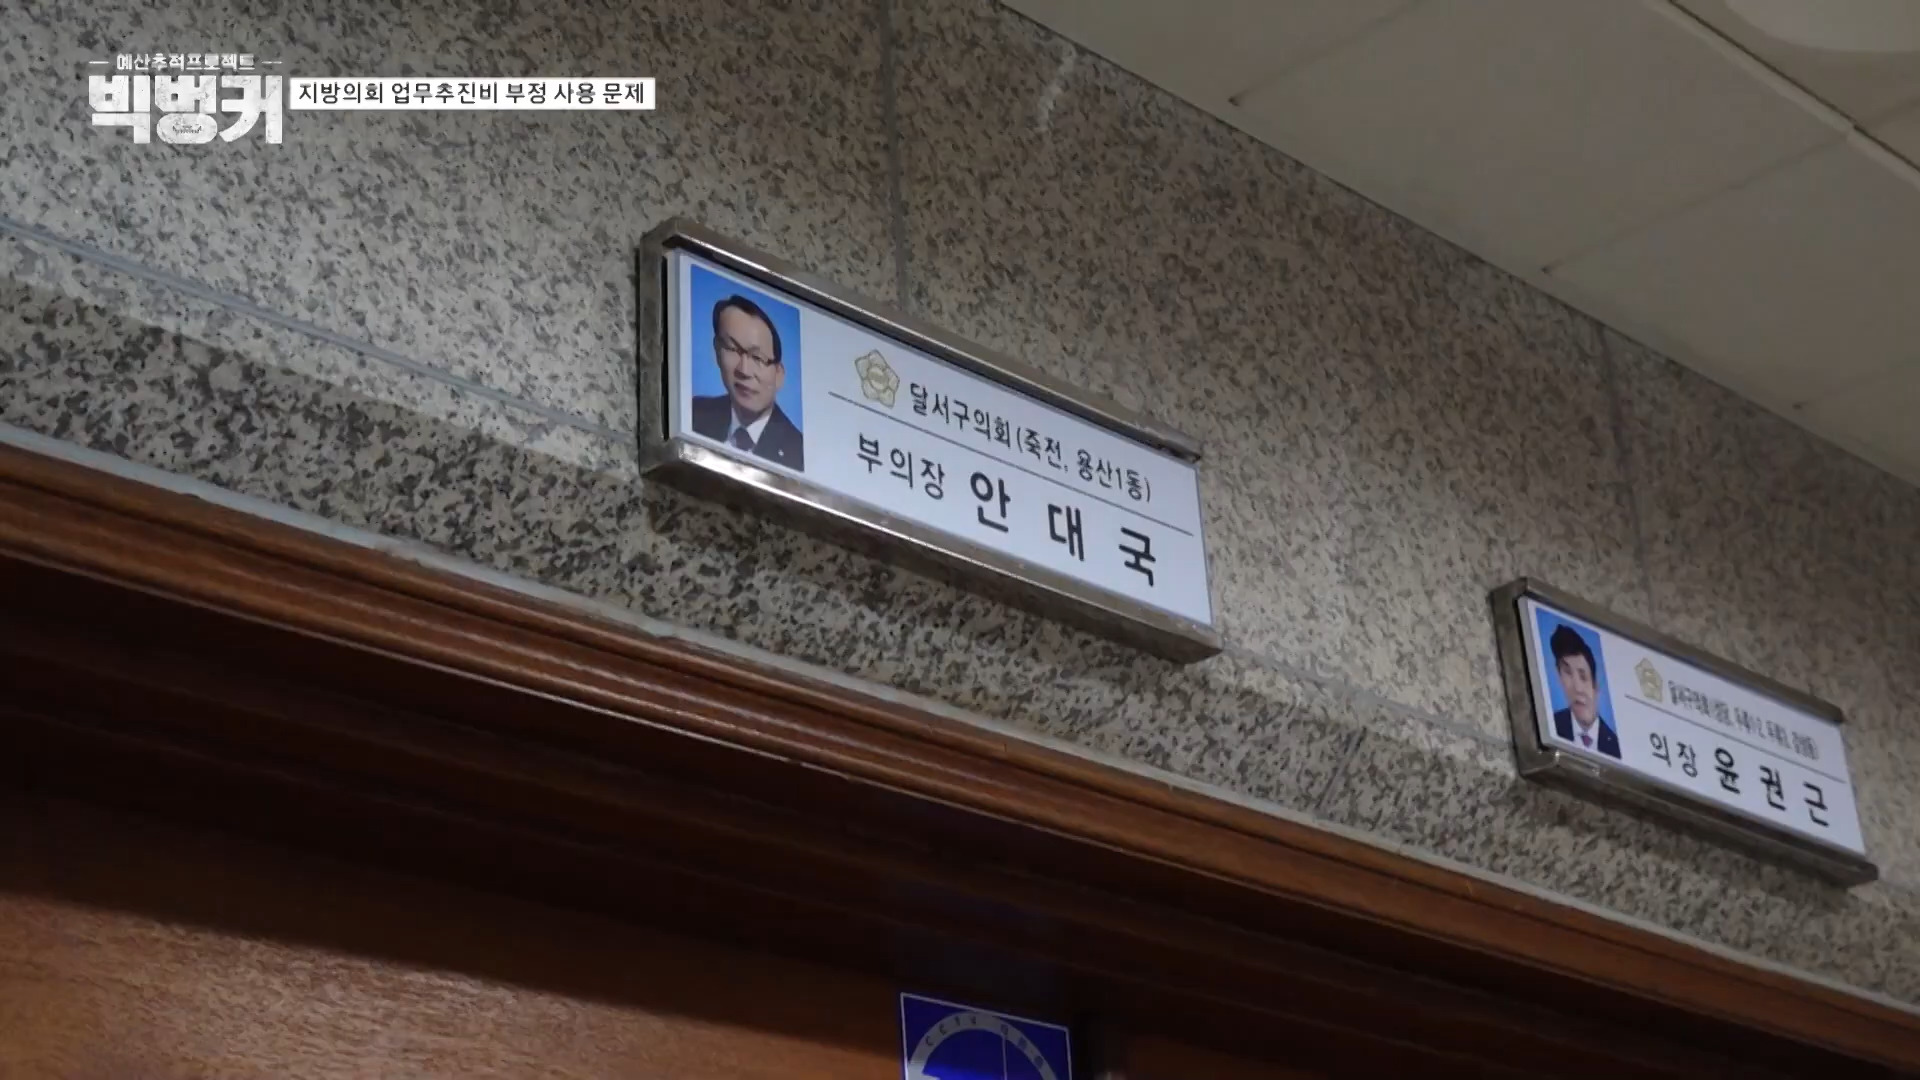 예산추적프로젝트
빅벙커
지방의회 업무추진비 부정 사용 문제
달서구의회(죽전, 용산1동)
부의장 안대국
의장 윤권근
CCTV